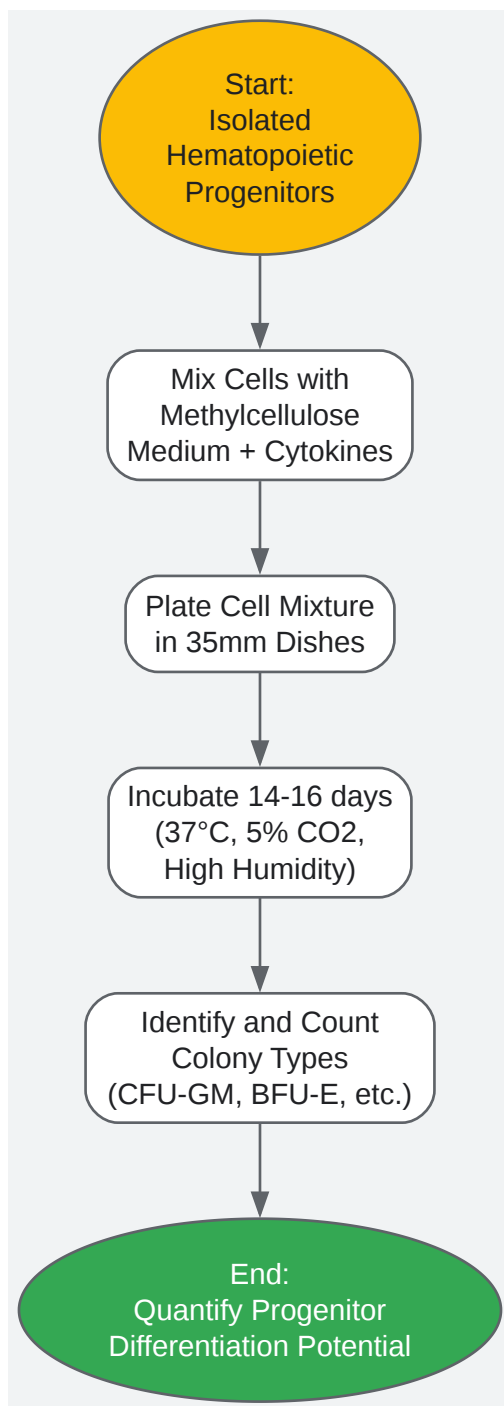 Start:
Isolated
Hematopoietic
Progenitors
Mix Cells with
Methylcellulose
Medium + Cytokines
Plate Cell Mixture
in 35mm Dishes
Incubate 14-16 days
(37°C, 5% CO2,
High Humidity)
Identify and Count
Colony Types
(CFU-GM, BFU-E, etc.)
End:
Quantify Progenitor
Differentiation Potential